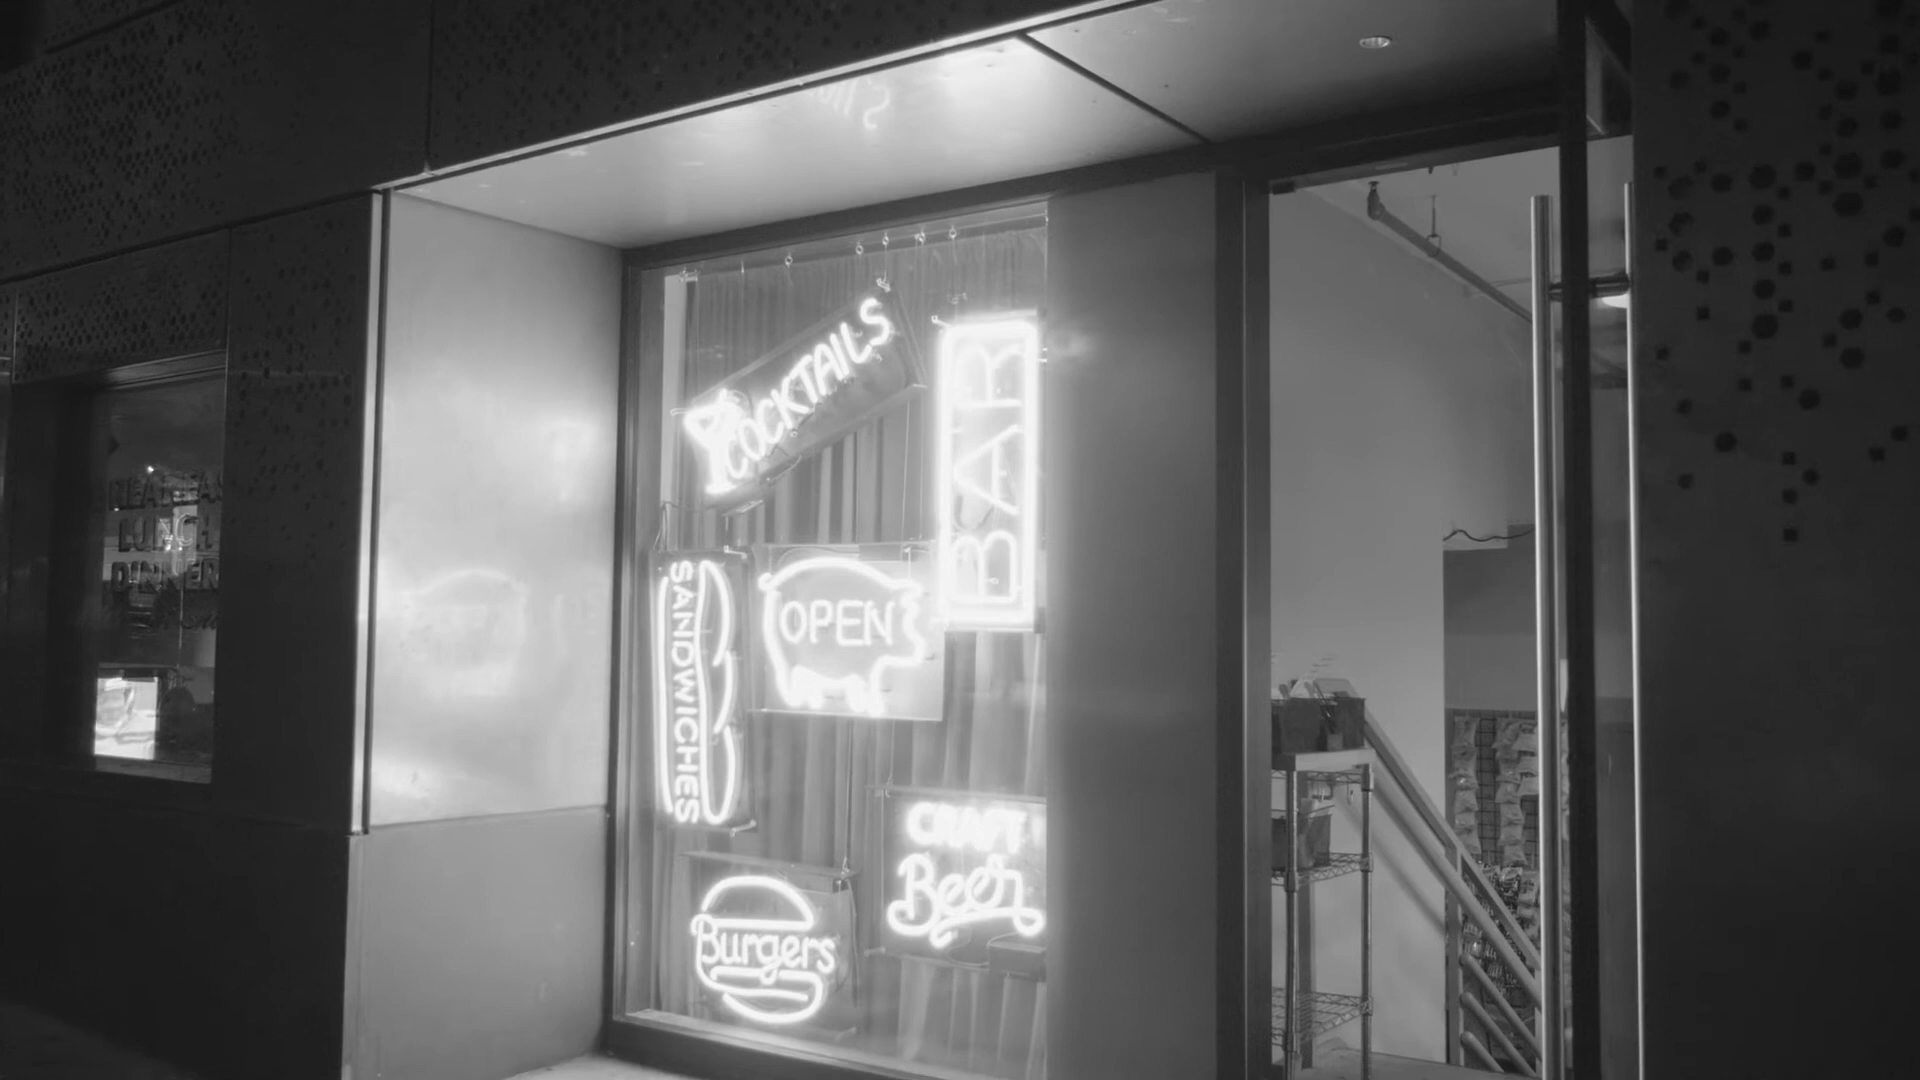 COCKTAILS
BAR
SANDWICHES
OPEN
CRAFT
Beer
Burgers
LUNCH
DINNER